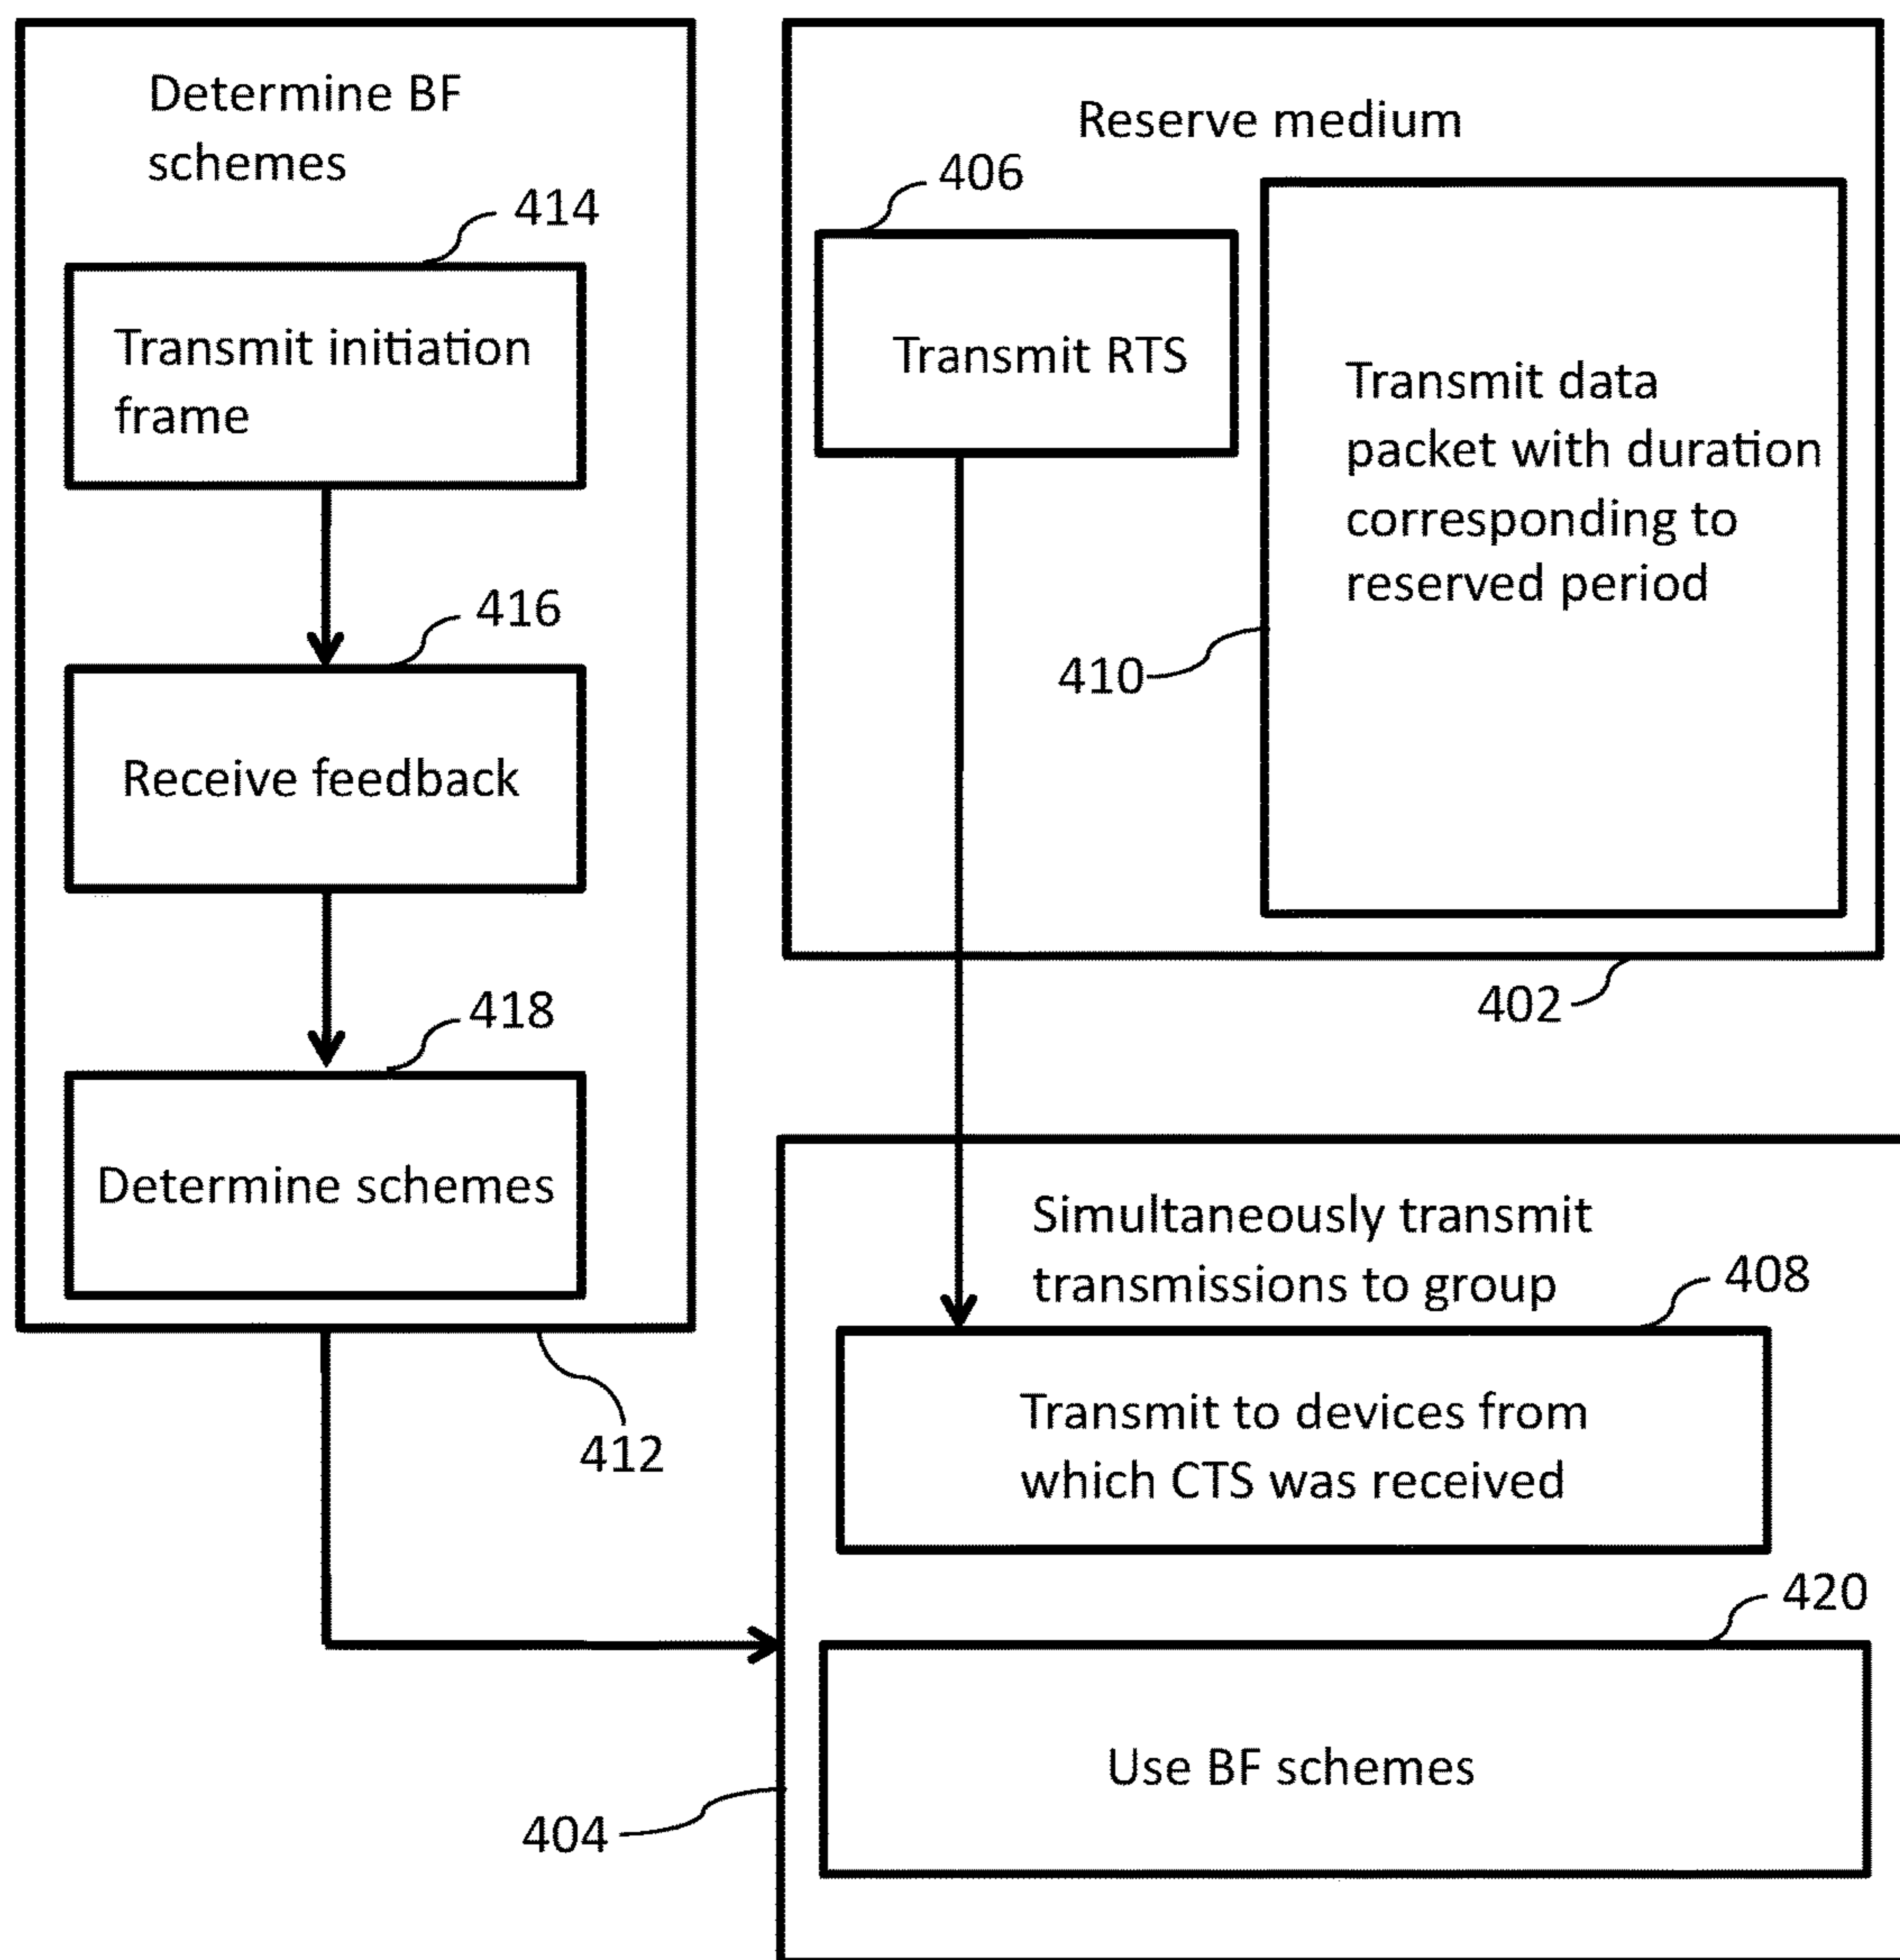 Determine BF
schemes
414
Transmit initiation
frame
416
Receive feedback
418
Determine schemes
412
Reserve medium
406
Transmit RTS
Transmit data
packet with duration
corresponding to
reserved period
410
402
Simultaneously transmit
transmissions to group
408
Transmit to devices from
which CTS was received
420
Use BF schemes
404